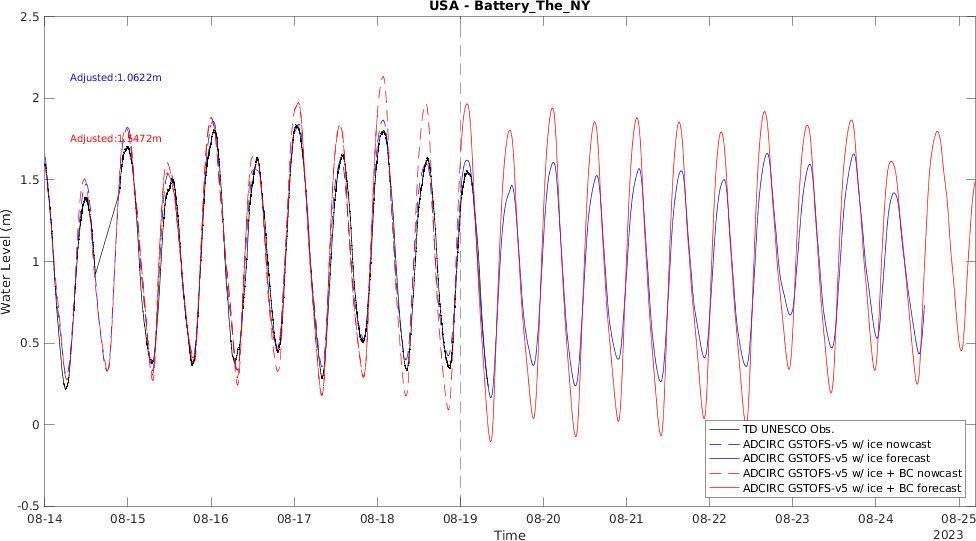 USA - Battery_The_NY
2.5
2
1.5
1
0.5
0
-0.5
Water Level (m)
Adjusted:1.0622m
TD UNESCO Obs.
ADCIRC GSTOFS-v5 w/ ice nowcast
ADCIRC GSTOFS-v5 w/ ice forecast
ADCIRC GSTOFS-v5 w/ ice + BC nowcast
ADCIRC GSTOFS-v5 w/ ice + BC forecast
08-14 08-15 08-16 08-17 08-18 08-19 08-20 08-21 08-22 08-23 08-24 08-25
Time
2023